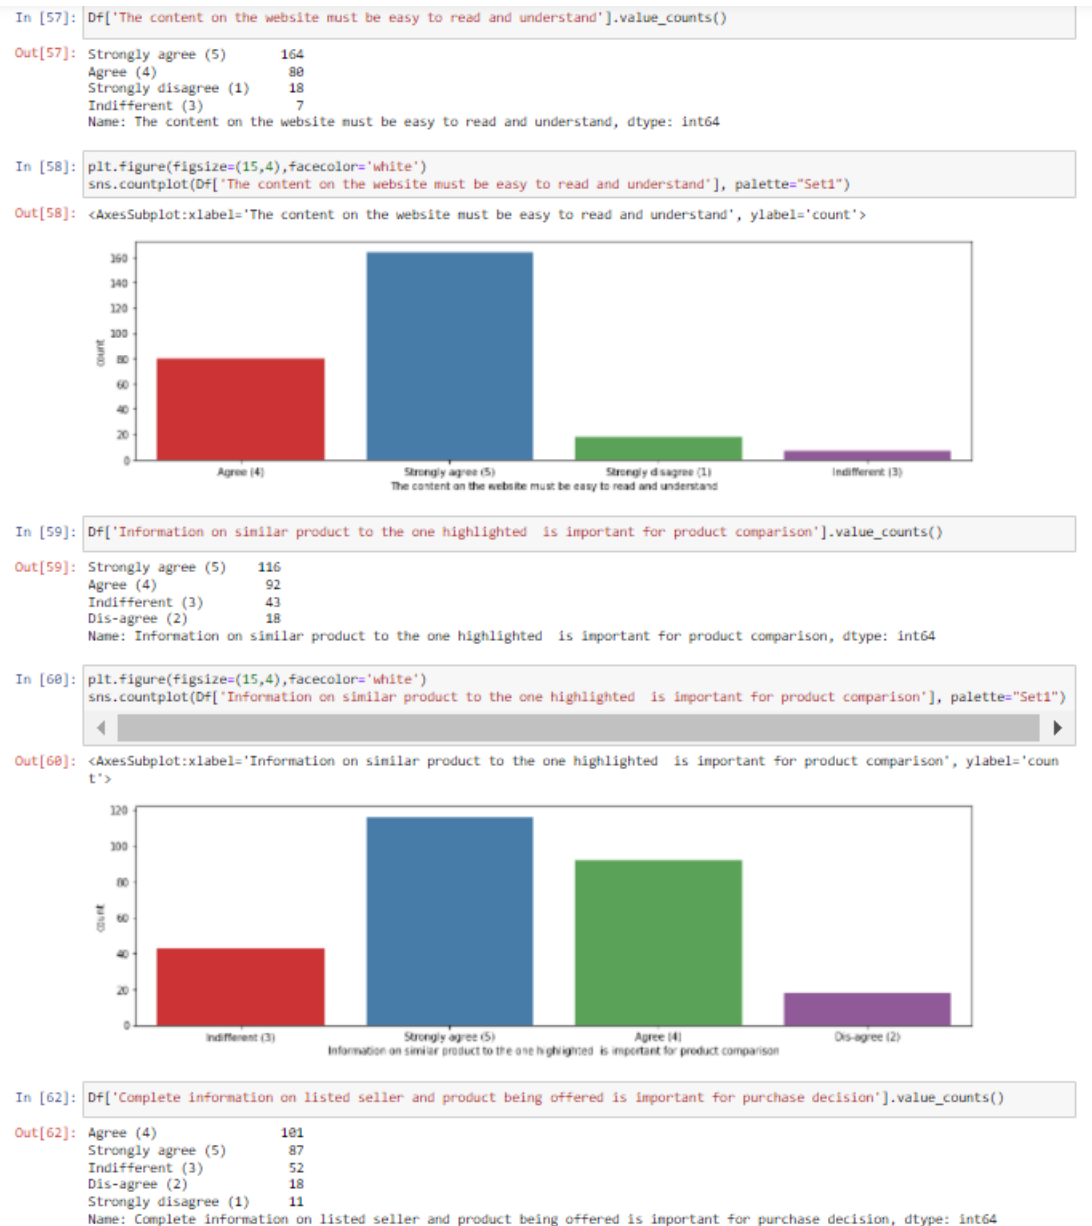 In [57]: Df['The content on the website must be easy to read and understand'].value_counts()
Out[57]: Strongly agree (5) 164
Agree (4) 80
Strongly disagree (1) 18
Indifferent (3) 7
Name: The content on the website must be easy to read and understand, dtype: int64
In [58]: plt.figure(figsize=(15,4),facecolor='white')
sns.countplot(Df['The content on the website must be easy to read and understand'], palette="Set1")
Out[58]: <AxesSubplot:xlabel='The content on the website must be easy to read and understand', ylabel='count'>
160
140
120
100
80
60
40
20
0
count
Agree (4) Strongly agree (5) Strongly disagree (1) Indifferent (3)
The content on the website must be easy to read and understand
In [59]: Df['Information on similar product to the one highlighted  is important for product comparison'].value_counts()
Out[59]: Strongly agree (5) 116
Agree (4) 92
Indifferent (3) 43
Dis-agree (2) 18
Name: Information on similar product to the one highlighted  is important for product comparison, dtype: int64
In [60]: plt.figure(figsize=(15,4),facecolor='white')
sns.countplot(Df['Information on similar product to the one highlighted  is important for product comparison'], palette="Set1")
Out[60]: <AxesSubplot:xlabel='Information on similar product to the one highlighted  is important for product comparison', ylabel='coun
t'>
120
100
80
60
40
20
0
count
Indifferent (3) Strongly agree (5) Agree (4) Dis-agree (2)
Information on similar product to the one highlighted  is important for product comparison
In [62]: Df['Complete information on listed seller and product being offered is important for purchase decision'].value_counts()
Out[62]: Agree (4) 101
Strongly agree (5) 87
Indifferent (3) 52
Dis-agree (2) 18
Strongly disagree (1) 11
Name: Complete information on listed seller and product being offered is important for purchase decision, dtype: int64